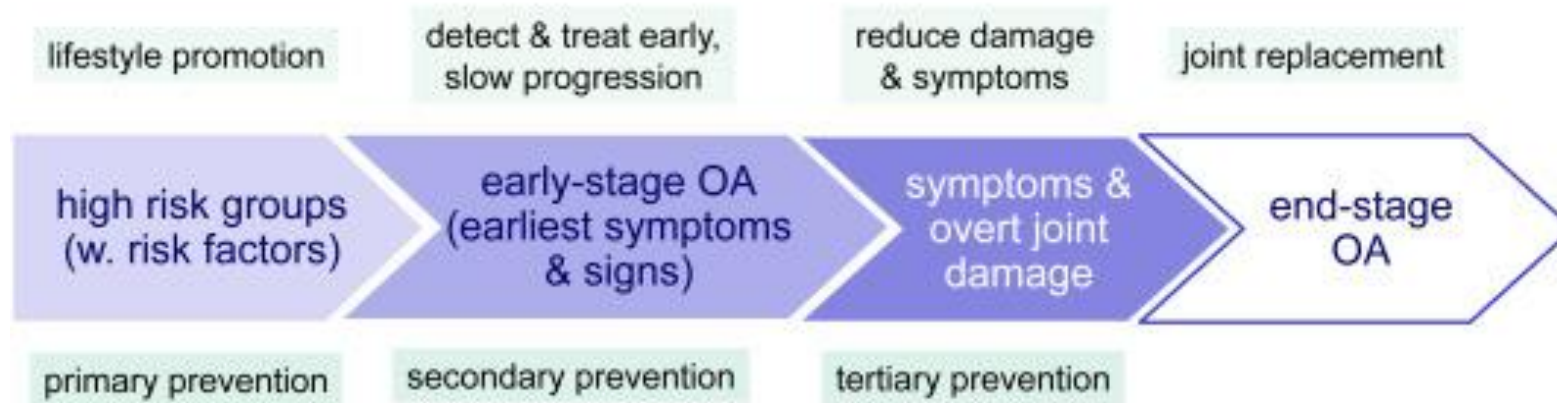 lifestyle promotion
detect & treat early,
slow progression
reduce damage
& symptoms
joint replacement
high risk groups
(w. risk factors)
early-stage OA
(earliest symptoms
& signs)
symptoms &
overt joint
damage
end-stage
OA
primary prevention
secondary prevention
tertiary prevention